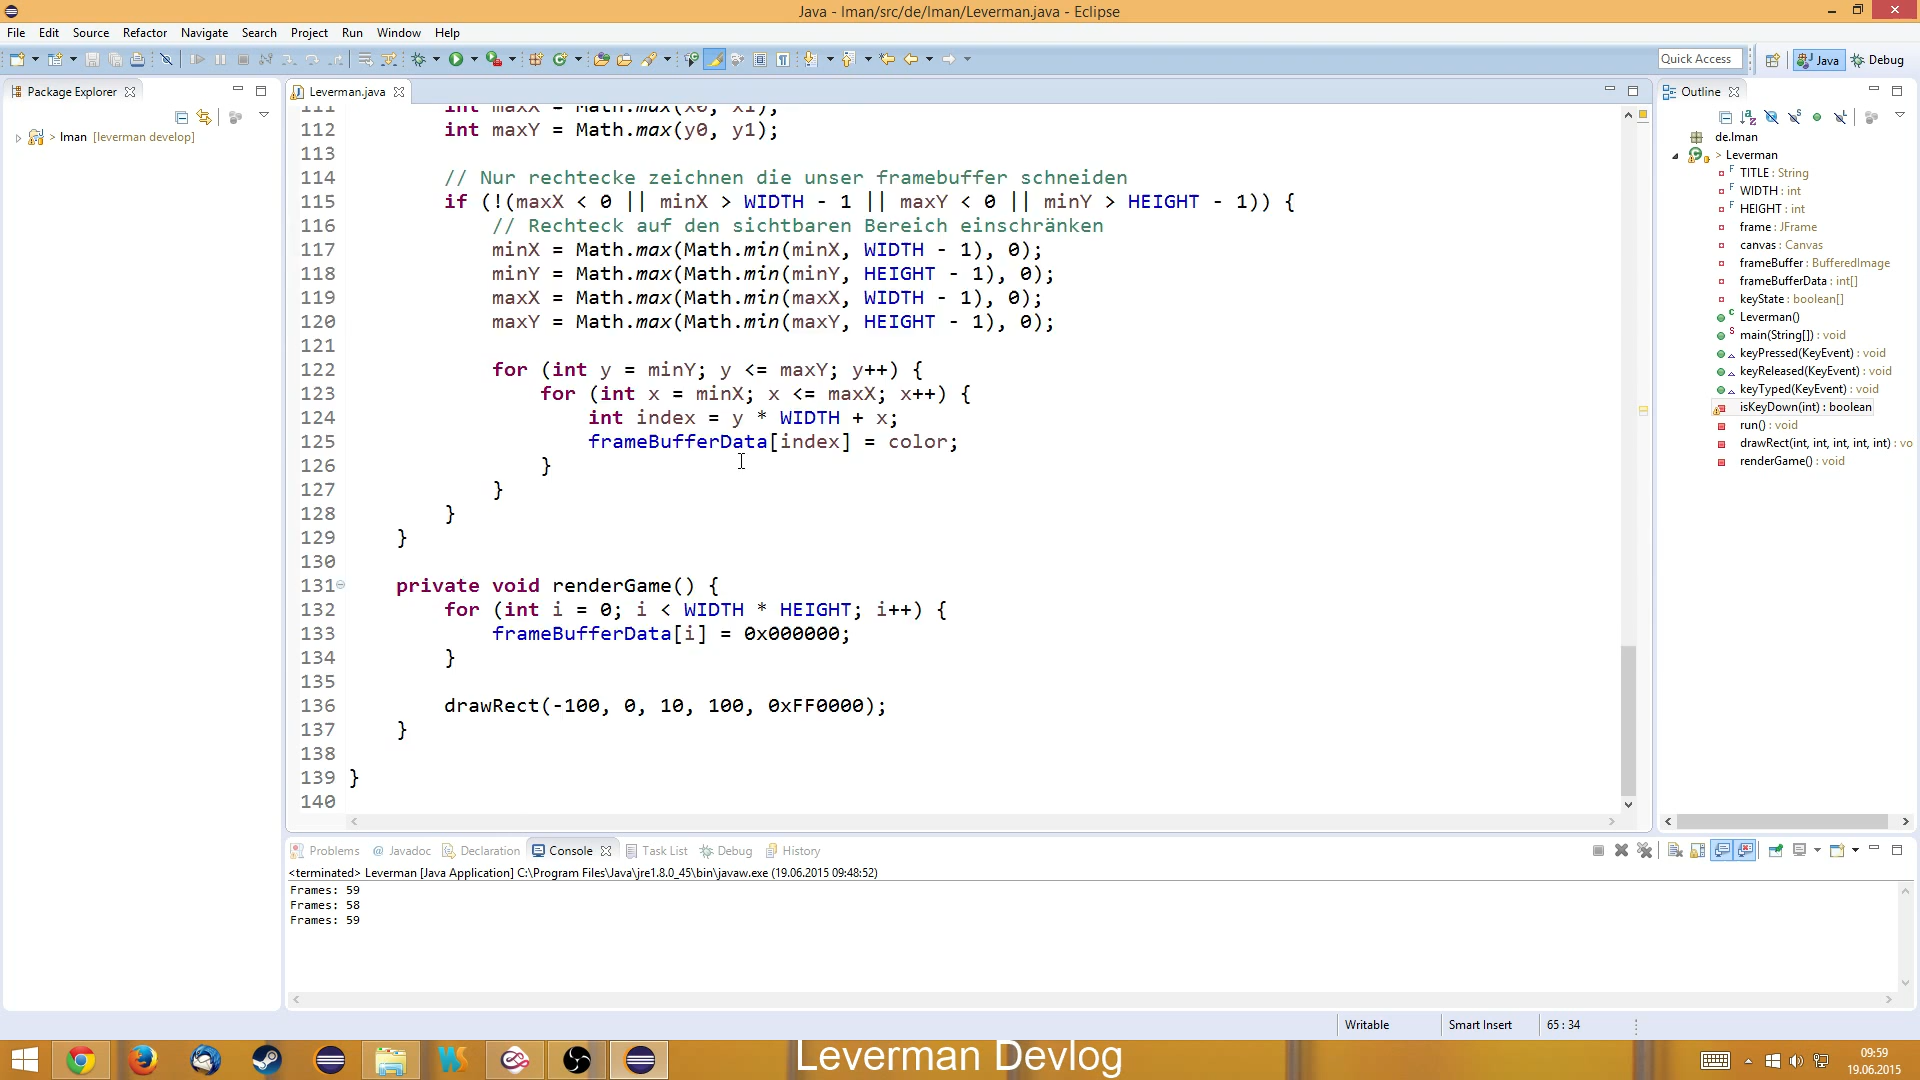 Java - lman/src/de/lman/Leverman.java - Eclipse
File Edit Source Refactor Navigate Search Project Run Window Help
Quick Access
Java
Debug
Package Explorer
> lman [leverman develop]
Leverman.java
111 int maxX = Math.max(x0, x1);
112 int maxY = Math.max(y0, y1);
113
114 // Nur rechtecke zeichnen die unser framebuffer schneiden
115 if (!(maxX < 0 || minX > WIDTH - 1 || maxY < 0 || minY > HEIGHT - 1)) {
116 // Rechteck auf den sichtbaren Bereich einschränken
117 minX = Math.max(Math.min(minX, WIDTH - 1), 0);
118 minY = Math.max(Math.min(minY, HEIGHT - 1), 0);
119 maxX = Math.max(Math.min(maxX, WIDTH - 1), 0);
120 maxY = Math.max(Math.min(maxY, HEIGHT - 1), 0);
121
122 for (int y = minY; y <= maxY; y++) {
123 for (int x = minX; x <= maxX; x++) {
124 int index = y * WIDTH + x;
125 frameBufferData[index] = color;
126 }
127 }
128 }
129 }
130
131 private void renderGame() {
132 for (int i = 0; i < WIDTH * HEIGHT; i++) {
133 frameBufferData[i] = 0x000000;
134 }
135
136 drawRect(-100, 0, 10, 100, 0xFF0000);
137 }
138
139 }
140
Outline
de.lman
> Leverman
TITLE : String
WIDTH : int
HEIGHT : int
frame : JFrame
canvas : Canvas
frameBuffer : BufferedImage
frameBufferData : int[]
keyState : boolean[]
Leverman()
main(String[]) : void
keyPressed(KeyEvent) : void
keyReleased(KeyEvent) : void
keyTyped(KeyEvent) : void
isKeyDown(int) : boolean
run() : void
drawRect(int, int, int, int, int) : vo
renderGame() : void
Problems Javadoc Declaration Console Task List Debug History
<terminated> Leverman [Java Application] C:\Program Files\Java\jre1.8.0_45\bin\javaw.exe (19.06.2015 09:48:52)
Frames: 59
Frames: 58
Frames: 59
Writable Smart Insert 65 : 34
Leverman Devlog
09:59
19.06.2015